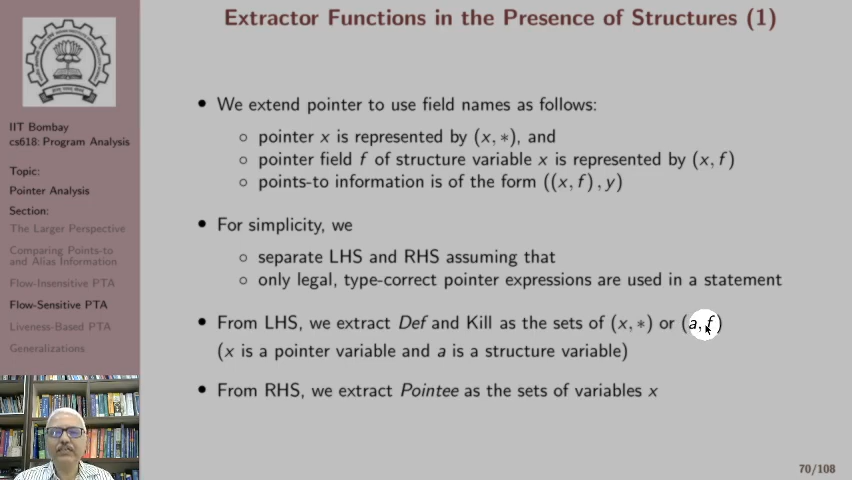 Extractor Functions in the Presence of Structures (1)
IIT Bombay
cs618: Program Analysis
Topic:
Pointer Analysis
Section:
The Larger Perspective
Comparing Points-to
and Alias Information
Flow-Insensitive PTA
Flow-Sensitive PTA
Liveness-Based PTA
Generalizations
• We extend pointer to use field names as follows:
○ pointer x is represented by (x, *), and
○ pointer field f of structure variable x is represented by (x, f)
○ points-to information is of the form ((x, f), y)
• For simplicity, we
○ separate LHS and RHS assuming that
○ only legal, type-correct pointer expressions are used in a statement
• From LHS, we extract Def and Kill as the sets of (x, *) or (a, f)
(x is a pointer variable and a is a structure variable)
• From RHS, we extract Pointee as the sets of variables x
70/108